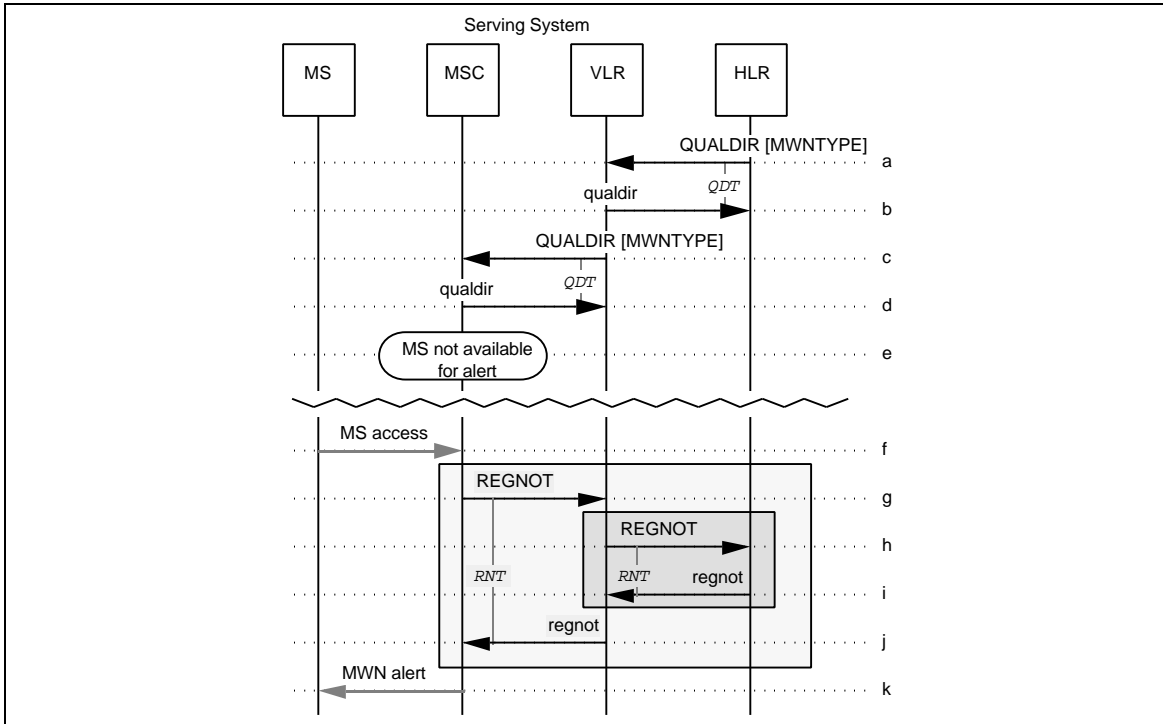 Serving System
MS MSC VLR HLR
QUALDIR [MWNTYPE]
a
QDT
qualdir
b
QUALDIR [MWNTYPE]
c
QDT
qualdir
d
MS not available
for alert
e
MS access
f
REGNOT
g
REGNOT
h
RNT RNT regnot
i
regnot
j
MWN alert
k